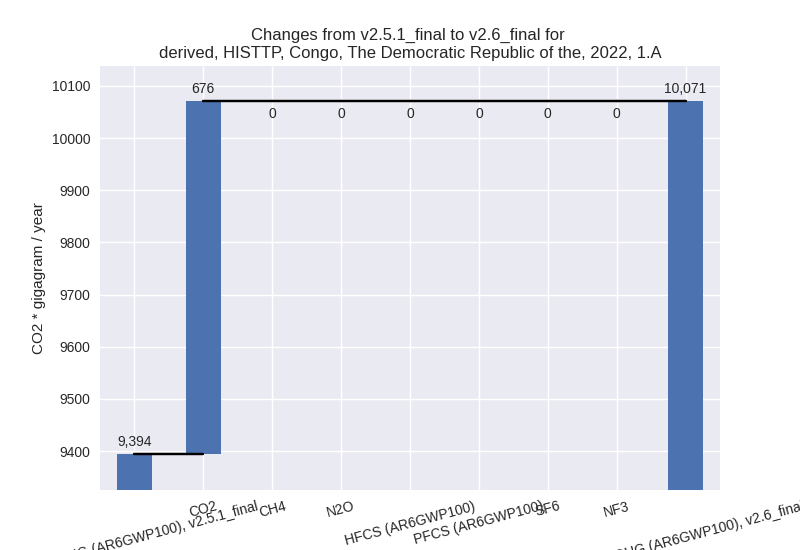 Changes from v2.5.1_final to v2.6_final for
derived, HISTTP, Congo, The Democratic Republic of the, 2022, 1.A
CO2 * gigagram / year
10100
10000
9900
9800
9700
9600
9500
9400
9,394
676
0
0
0
0
0
0
10,071
(AR6GWP100), v2.5.1_final
CO2
CH4
N2O
HFCS (AR6GWP100)
PFCS (AR6GWP100)
SF6
NF3
(AR6GWP100), v2.6_final